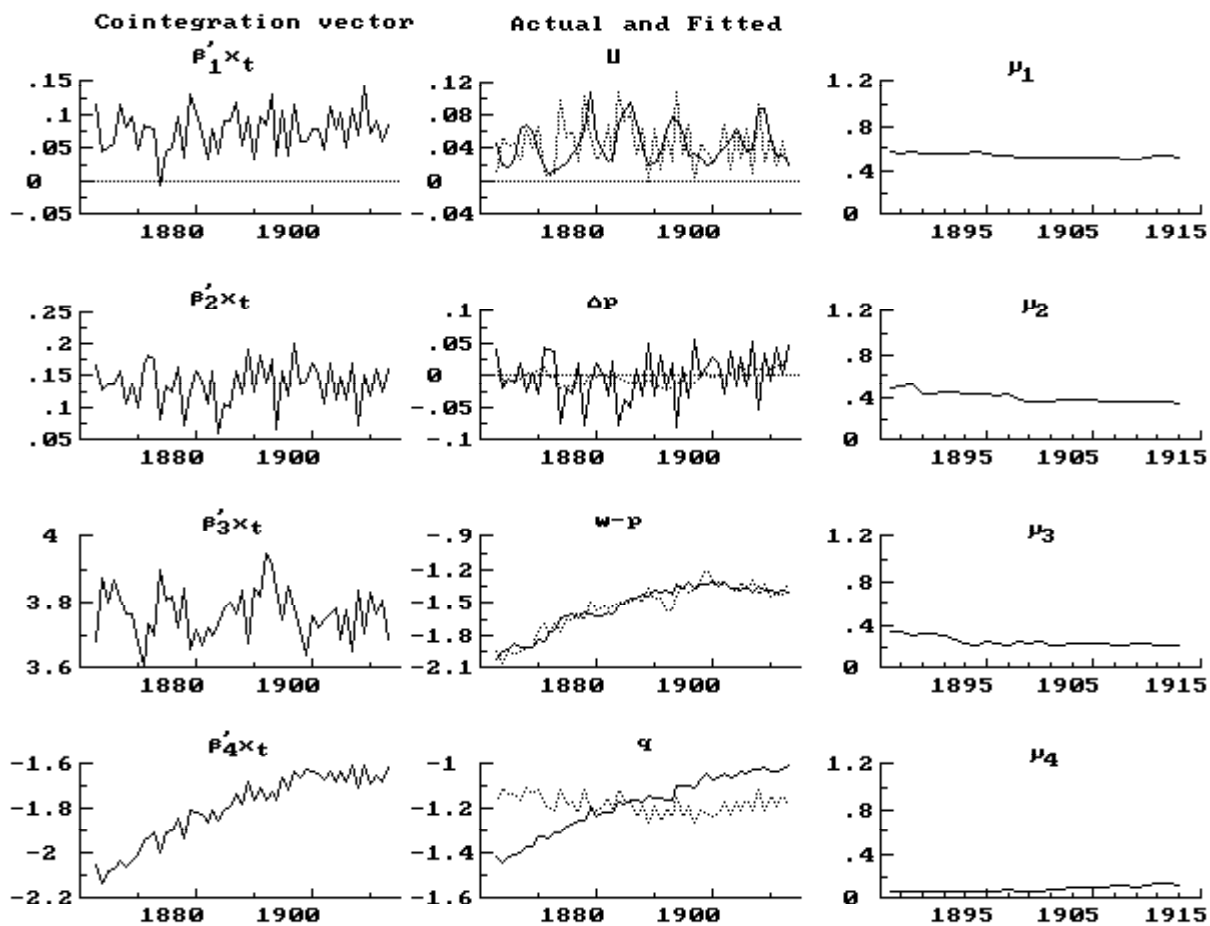 Cointegration vector Actual and Fitted
β'1xt U μ1
.15 .12 1.2
.1 .08 .8
.05 .04 .4
0 0 0
-.05 -.04
1880 1900 1880 1900 1895 1905 1915
β'2xt Δp μ2
.25 .1 1.2
.2 .05 .8
.15 0 .4
.1 -.05 0
.05 -.1
1880 1900 1880 1900 1895 1905 1915
β'3xt w-p μ3
4 -.9 1.2
3.8 -1.2 .8
3.6 -1.5 .4
-1.8 0
-2.1
1880 1900 1880 1900 1895 1905 1915
β'4xt q μ4
-1.6 -1 1.2
-1.8 -1.2 .8
-2 -1.4 .4
-2.2 -1.6 0
1880 1900 1880 1900 1895 1905 1915